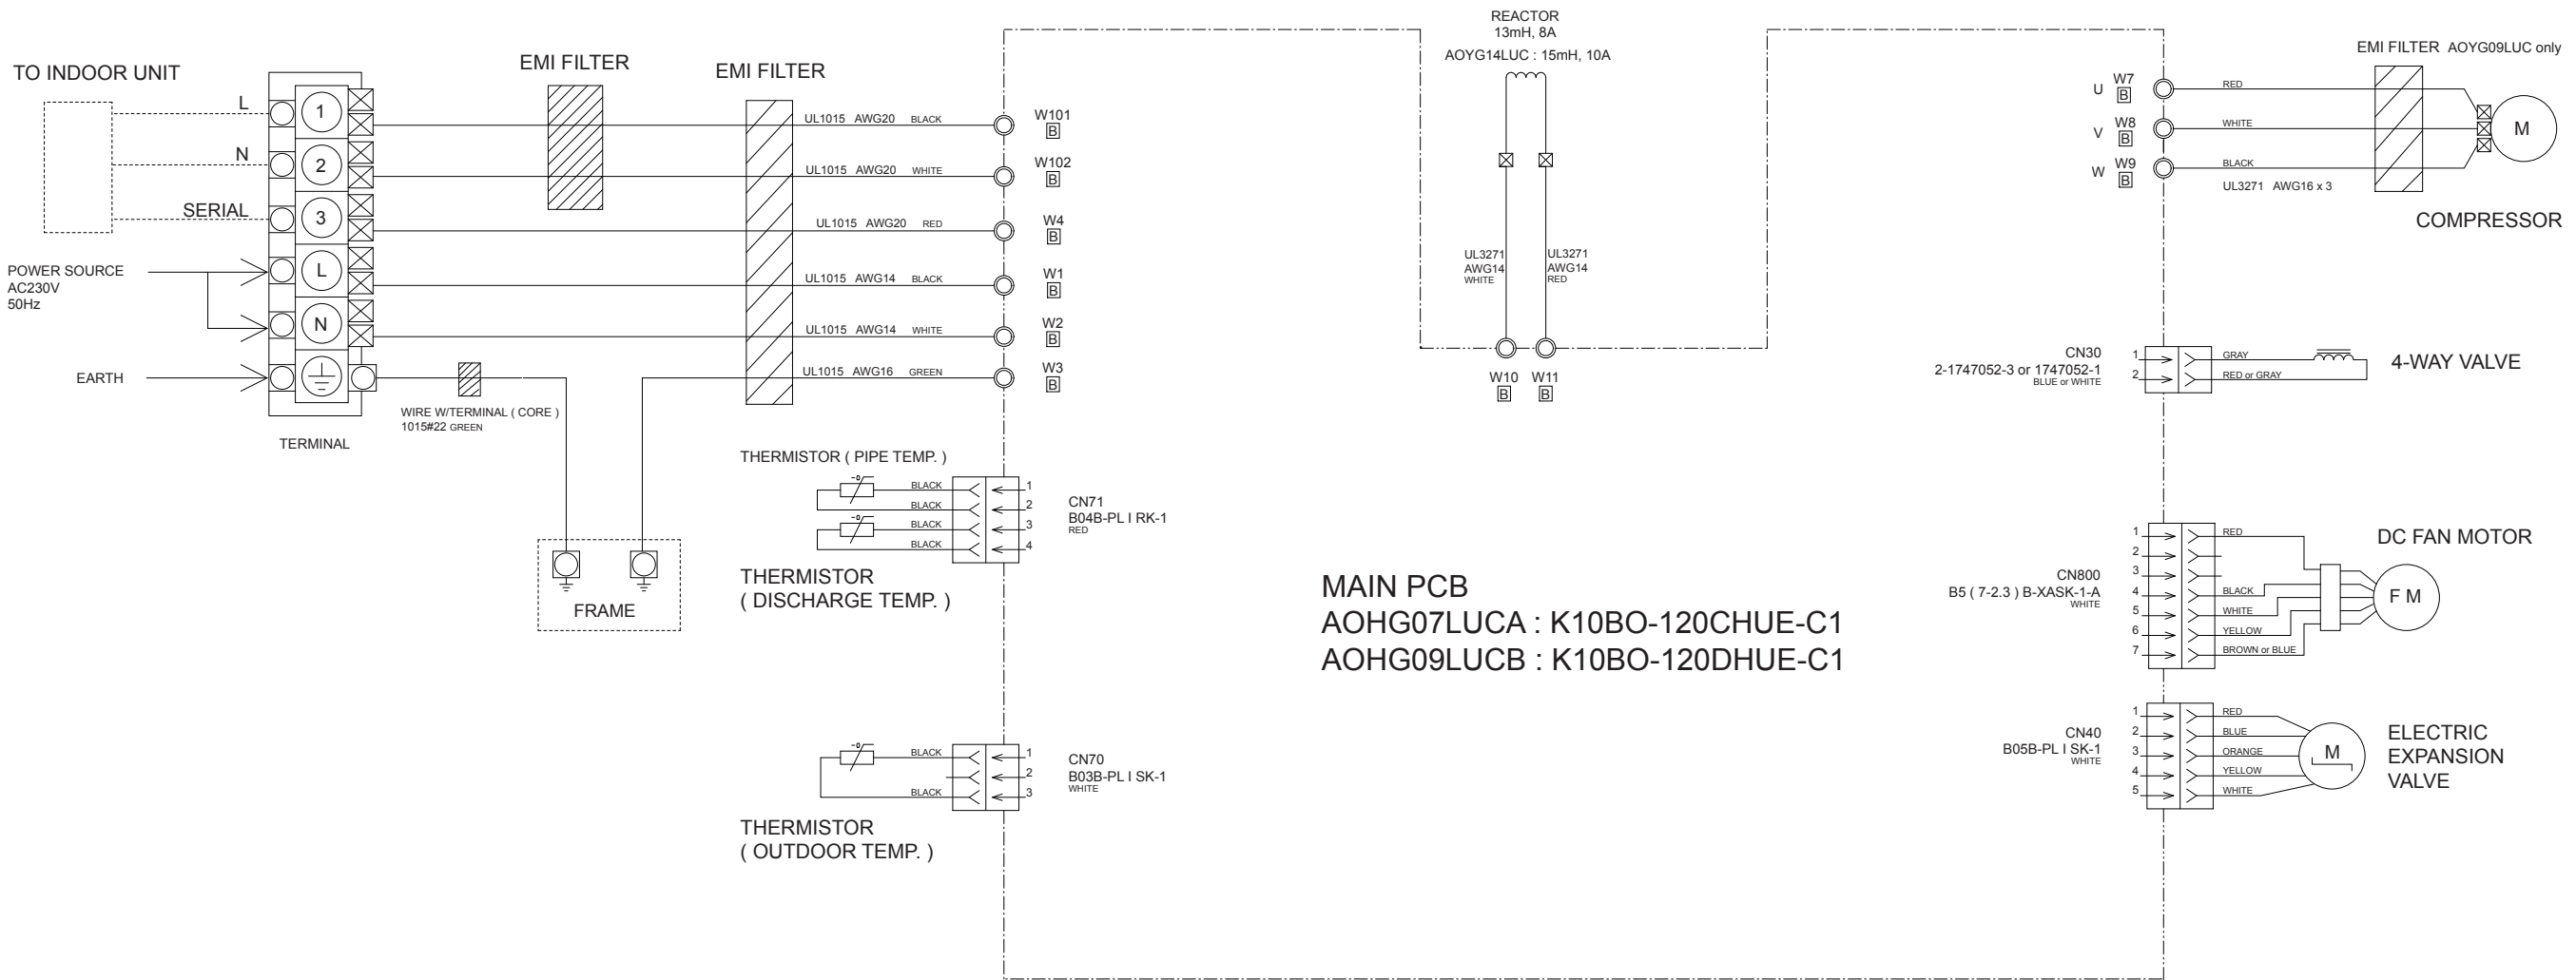 TO INDOOR UNIT
L
N
SERIAL
POWER SOURCE
AC230V
50Hz
EARTH
1
2
3
L
N
TERMINAL
EMI FILTER
EMI FILTER
WIRE W/TERMINAL ( CORE )
1015#22 GREEN
FRAME
UL1015 AWG20 BLACK
UL1015 AWG20 WHITE
UL1015 AWG20 RED
UL1015 AWG14 BLACK
UL1015 AWG14 WHITE
UL1015 AWG16 GREEN
W101
B
W102
B
W4
B
W1
B
W2
B
W3
B
THERMISTOR ( PIPE TEMP. )
-θ
BLACK
BLACK
-θ
BLACK
BLACK
1
2
3
4
CN71
B04B-PL I RK-1
RED
THERMISTOR
( DISCHARGE TEMP. )
-θ
BLACK
BLACK
1
2
3
CN70
B03B-PL I SK-1
WHITE
THERMISTOR
( OUTDOOR TEMP. )
REACTOR
13mH, 8A
AOYG14LUC : 15mH, 10A
UL3271
AWG14
WHITE
UL3271
AWG14
RED
W10
B
W11
B
MAIN PCB
AOHG07LUCA : K10BO-120CHUE-C1
AOHG09LUCB : K10BO-120DHUE-C1
EMI FILTER AOYG09LUC only
U
W7
B
RED
V
W8
B
WHITE
W
W9
B
BLACK
UL3271 AWG16 x 3
M
COMPRESSOR
CN30
2-1747052-3 or 1747052-1
BLUE or WHITE
1
2
GRAY
RED or GRAY
4-WAY VALVE
CN800
B5 ( 7-2.3 ) B-XASK-1-A
WHITE
1
2
3
4
5
6
7
RED
BLACK
WHITE
YELLOW
BROWN or BLUE
DC FAN MOTOR
F M
CN40
B05B-PL I SK-1
WHITE
1
2
3
4
5
RED
BLUE
ORANGE
YELLOW
WHITE
M
ELECTRIC
EXPANSION
VALVE